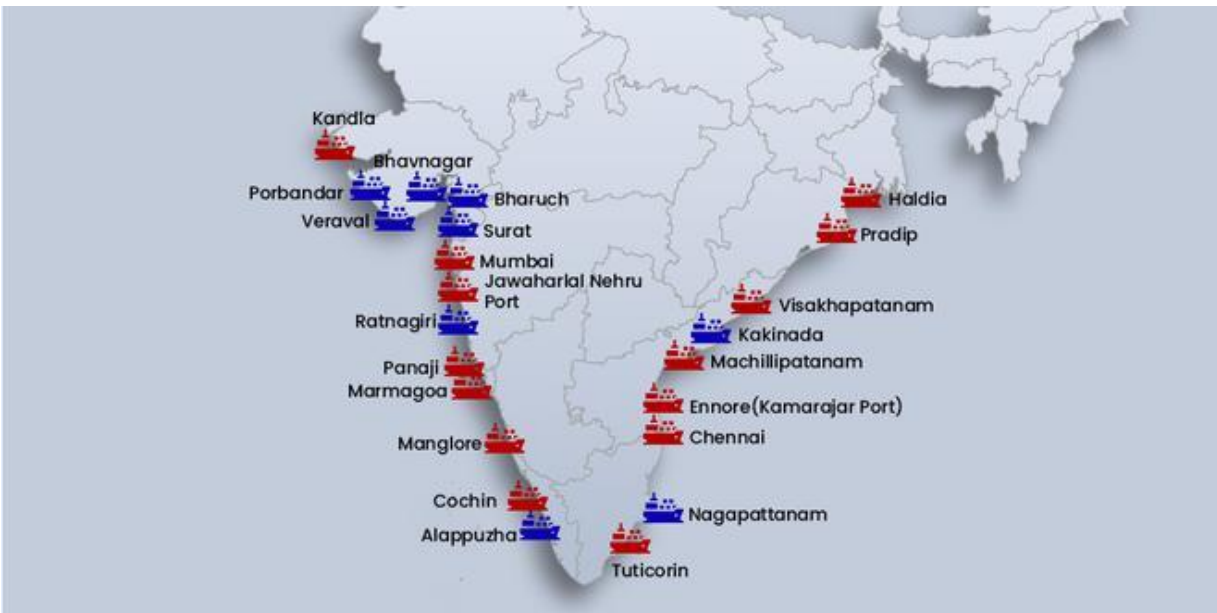 Kandla
Bhavnagar
Porbandar
Bharuch
Veraval
Surat
Mumbai
Jawaharlal Nehru
Port
Ratnagiri
Panaji
Marmagoa
Manglore
Cochin
Alappuzha
Haldia
Pradip
Visakhapatanam
Kakinada
Machillipatanam
Ennore(Kamarajar Port)
Chennai
Nagapattanam
Tuticorin